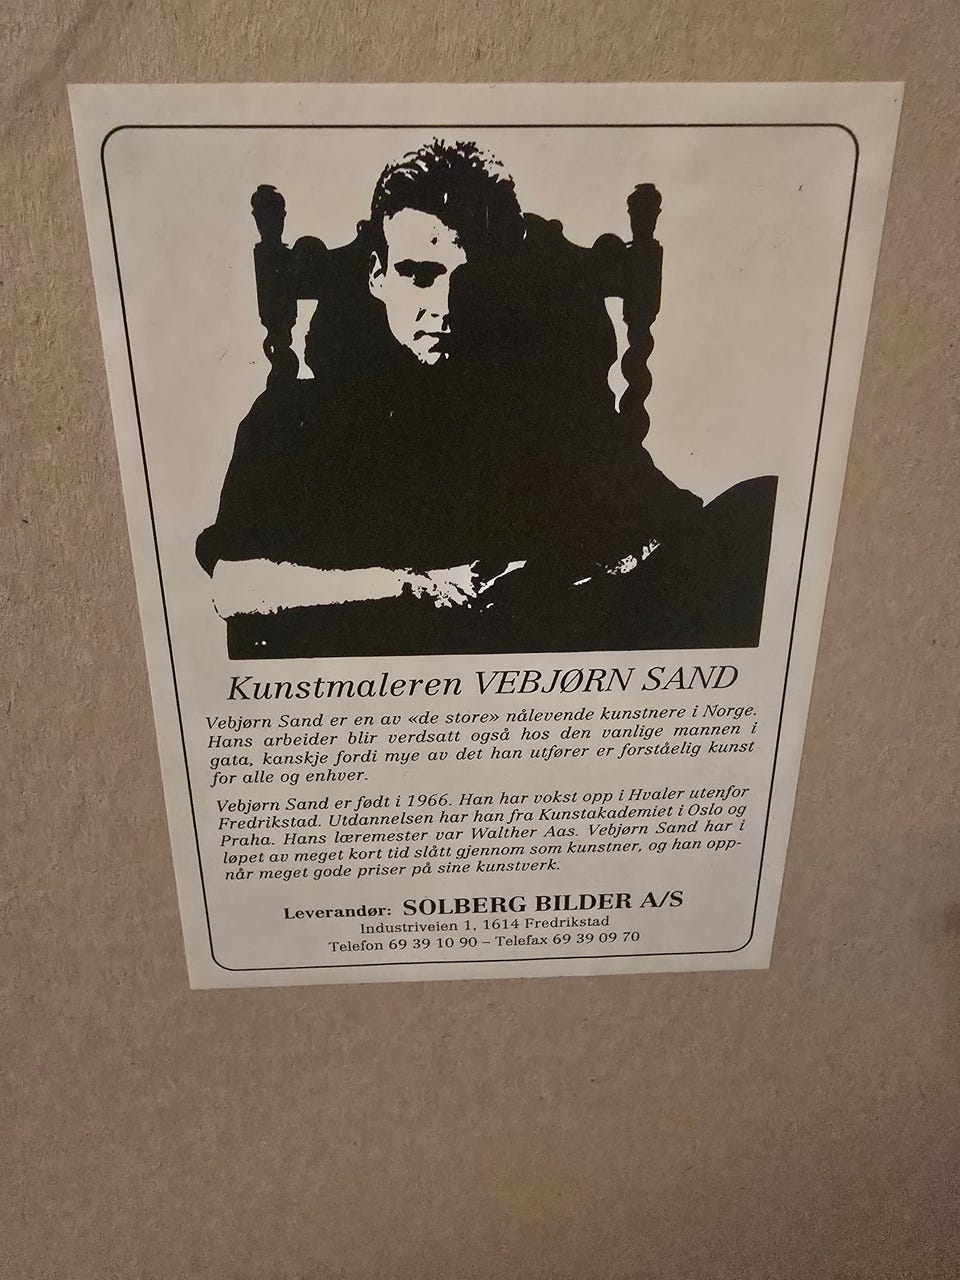 Kunstmaleren VEBJØRN SAND
Vebjørn Sand er en av «de store» nålevende kunstnere i Norge.
Hans arbeider blir verdsatt også hos den vanlige mannen i
gata, kanskje fordi mye av det han utfører er forståelig kunst
for alle og enhver.
Vebjørn Sand er født i 1966. Han har vokst opp i Hvaler utenfor
Fredrikstad. Utdannelsen har han fra Kunstakademiet i Oslo og
Praha. Hans læremester var Walther Aas. Vebjørn Sand har i
løpet av meget kort tid slått gjennom som kunstner, og han opp-
når meget gode priser på sine kunstverk.
Leverandør: SOLBERG BILDER A/S
Industriveien 1, 1614 Fredrikstad
Telefon 69 39 10 90 – Telefax 69 39 09 70